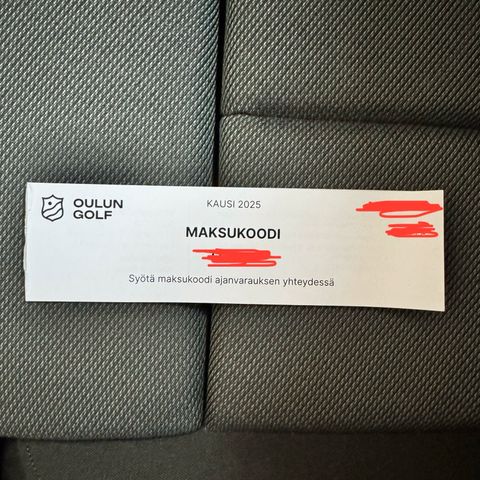 OULUN
GOLF
KAUSI 2025
MAKSUKOODI
Syötä maksukoodi ajanvarauksen yhteydessä